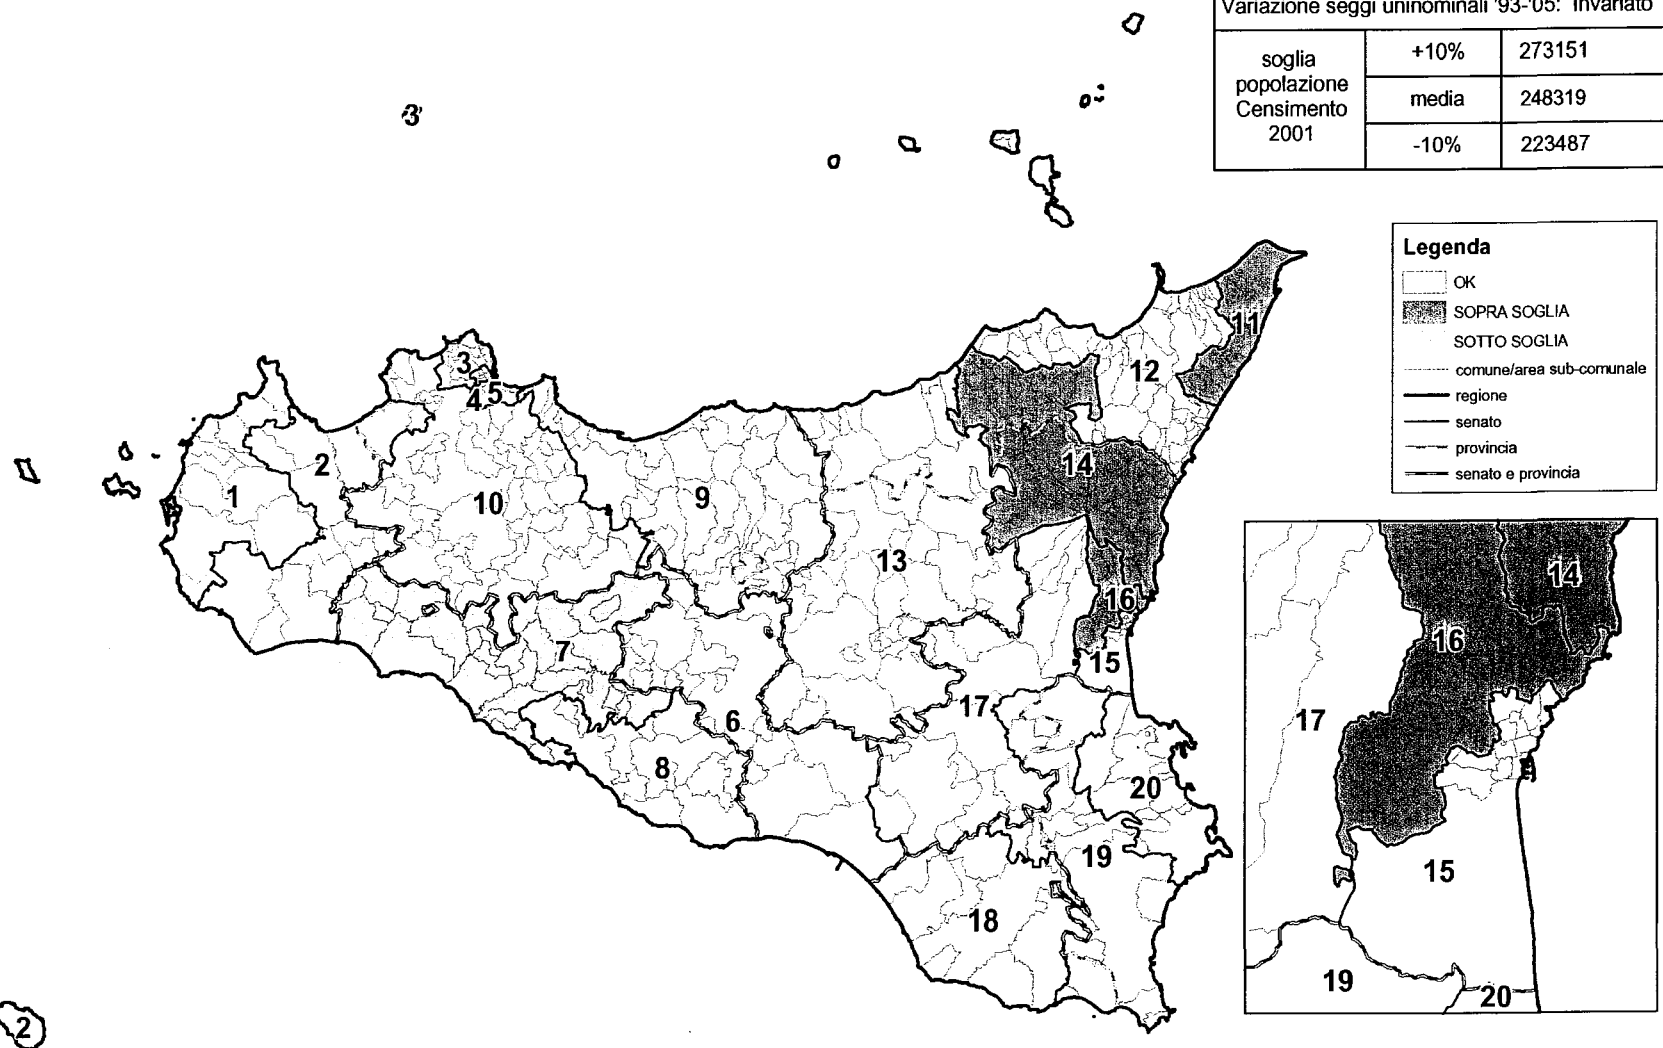 Variazione seggi uninominali '93-'05: Invariato
soglia popolazione Censimento 2001
+10% 273151
media 248319
-10% 223487
Legenda
OK
SOPRA SOGLIA
SOTTO SOGLIA
comune/area sub-comunale
regione
senato
provincia
senato e provincia
3
11
3
12
4 5
2
14
1
10
9
13
16
7
15
17
6
8
20
19
18
2
14
16
17
15
19
20